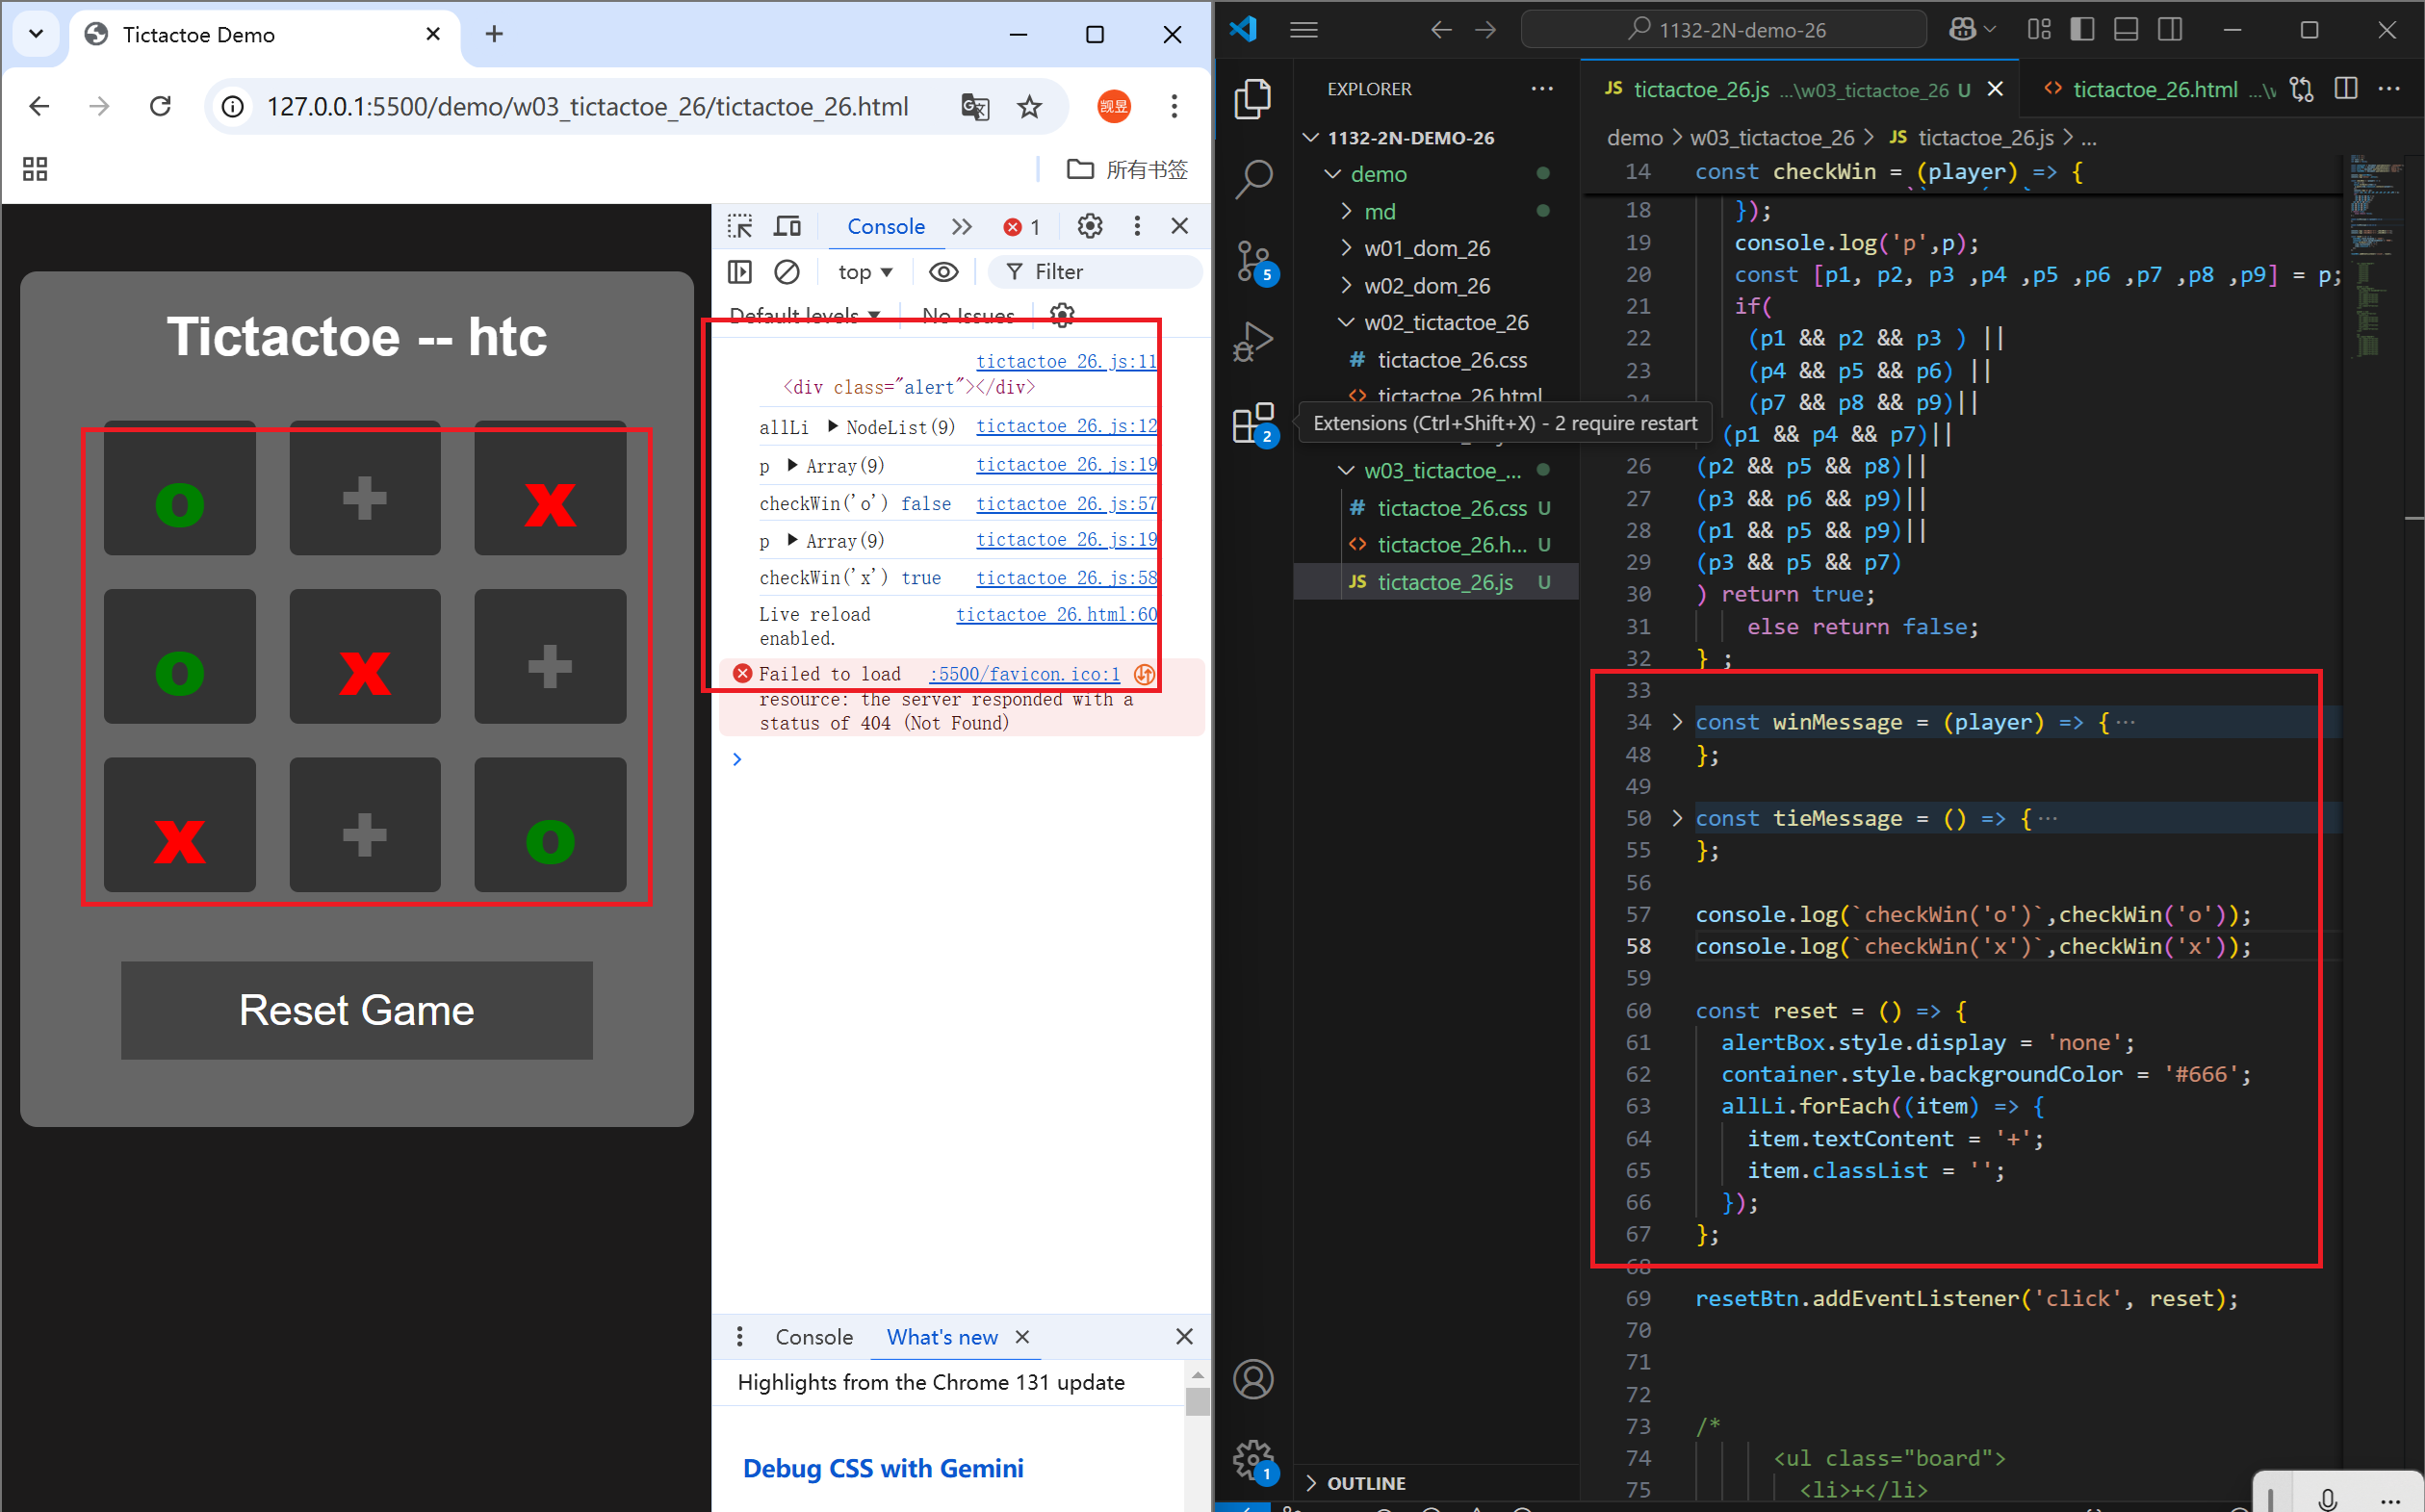 Tictactoe Demo
127.0.0.1:5500/demo/w03_tictactoe_26/tictactoe_26.html
觊昱
所有书签
Tictactoe -- htc
o + x
o x +
x + o
Reset Game
Console
1
top
Filter
Default levels
No Issues
tictactoe_26.js:11
<div class="alert"></div>
allLi NodeList(9) tictactoe_26.js:12
p Array(9) tictactoe_26.js:19
checkWin('o') false tictactoe_26.js:57
p Array(9) tictactoe_26.js:19
checkWin('x') true tictactoe_26.js:58
Live reload enabled. tictactoe_26.html:60
Failed to load :5500/favicon.ico:1
resource: the server responded with a
status of 404 (Not Found)
Console
What's new
Highlights from the Chrome 131 update
Debug CSS with Gemini
1132-2N-demo-26
5
2
1
EXPLORER
1132-2N-DEMO-26
demo
md
w01_dom_26
w02_dom_26
w02_tictactoe_26
# tictactoe_26.css
<> tictactoe_26.html
Extensions (Ctrl+Shift+X) - 2 require restart
w03_tictactoe_...
# tictactoe_26.css U
<> tictactoe_26.h... U
JS tictactoe_26.js U
OUTLINE
JS tictactoe_26.js ...\w03_tictactoe_26 U
<> tictactoe_26.html
demo > w03_tictactoe_26 > JS tictactoe_26.js > ...
14 const checkWin = (player) => {
18 });
19 console.log('p',p);
20 const [p1, p2, p3 ,p4 ,p5 ,p6 ,p7 ,p8 ,p9] = p;
21 if(
22 (p1 && p2 && p3 ) ||
23 (p4 && p5 && p6) ||
(p7 && p8 && p9)||
(p1 && p4 && p7)||
26 (p2 && p5 && p8)||
27 (p3 && p6 && p9)||
28 (p1 && p5 && p9)||
29 (p3 && p5 && p7)
30 ) return true;
31 else return false;
32 } ;
33
34 const winMessage = (player) => {···
48 };
49
50 const tieMessage = () => {···
55 };
56
57 console.log(`checkWin('o')`,checkWin('o'));
58 console.log(`checkWin('x')`,checkWin('x'));
59
60 const reset = () => {
61 alertBox.style.display = 'none';
62 container.style.backgroundColor = '#666';
63 allLi.forEach((item) => {
64 item.textContent = '+';
65 item.classList = '';
66 });
67 };
68
69 resetBtn.addEventListener('click', reset);
70
71
72
73 /*
74 <ul class="board">
75 <li>+</li>